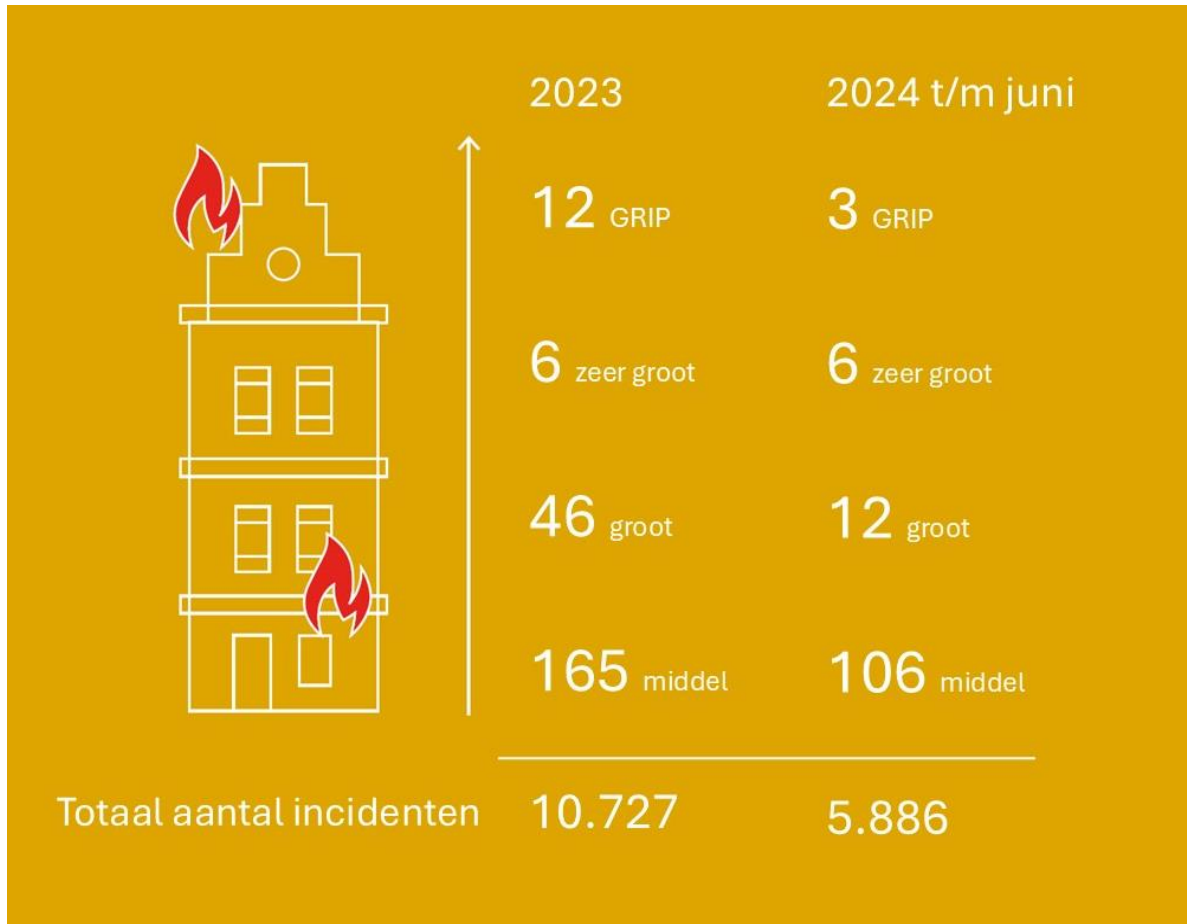 2023 2024 t/m juni
12 GRIP 3 GRIP
6 zeer groot 6 zeer groot
46 groot 12 groot
165 middel 106 middel
Totaal aantal incidenten 10.727 5.886